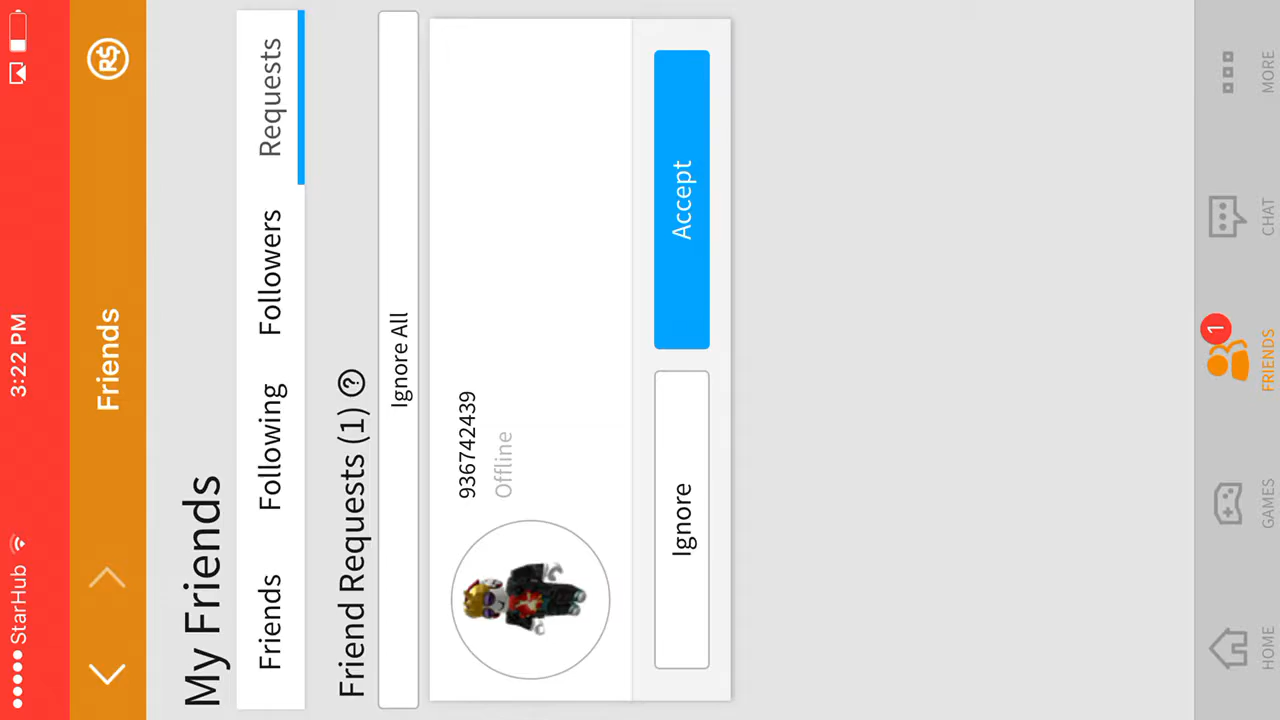 StarHub 3:22 PM
Friends
R$
My Friends
Friends Following Followers Requests
Friend Requests (1) ?
Ignore All
936742439
Offline
Ignore Accept
1
HOME GAMES FRIENDS CHAT MORE